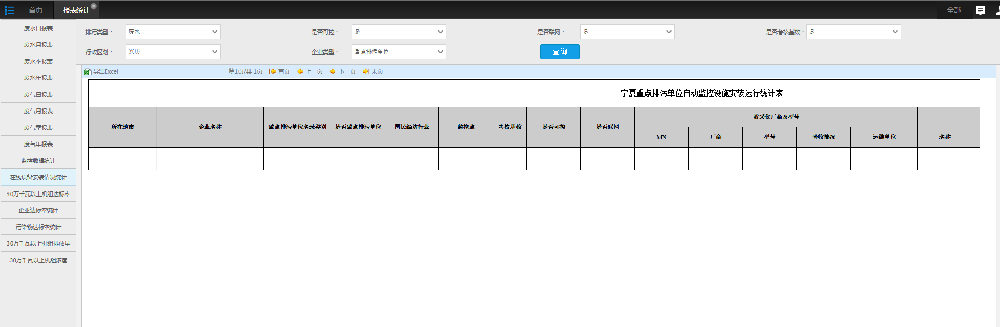 首页
报表统计
全部
废水日报表
废水月报表
废水季报表
废水年报表
废气日报表
废气月报表
废气季报表
废气年报表
监控数据统计
在线设备安装情况统计
30万千瓦以上机组达标率
企业达标率统计
污染物达标率统计
30万千瓦以上机组排放量
30万千瓦以上机组浓度
排污类型： 废水
是否可控： 是
是否联网： 是
是否考核基数： 是
行政区划： 兴庆
企业类型： 重点排污单位
查 询
导出Excel
第1页/共 1页 首页 上一页 下一页 末页
宁夏重点排污单位自动监控设施安装运行统计表
所在地市 企业名称 重点排污单位名录类别 是否重点排污单位 国民经济行业 监控点 考核基数 是否可控 是否联网 数采仪厂商及型号
MN 厂商 型号 验收情况 运维单位 名称